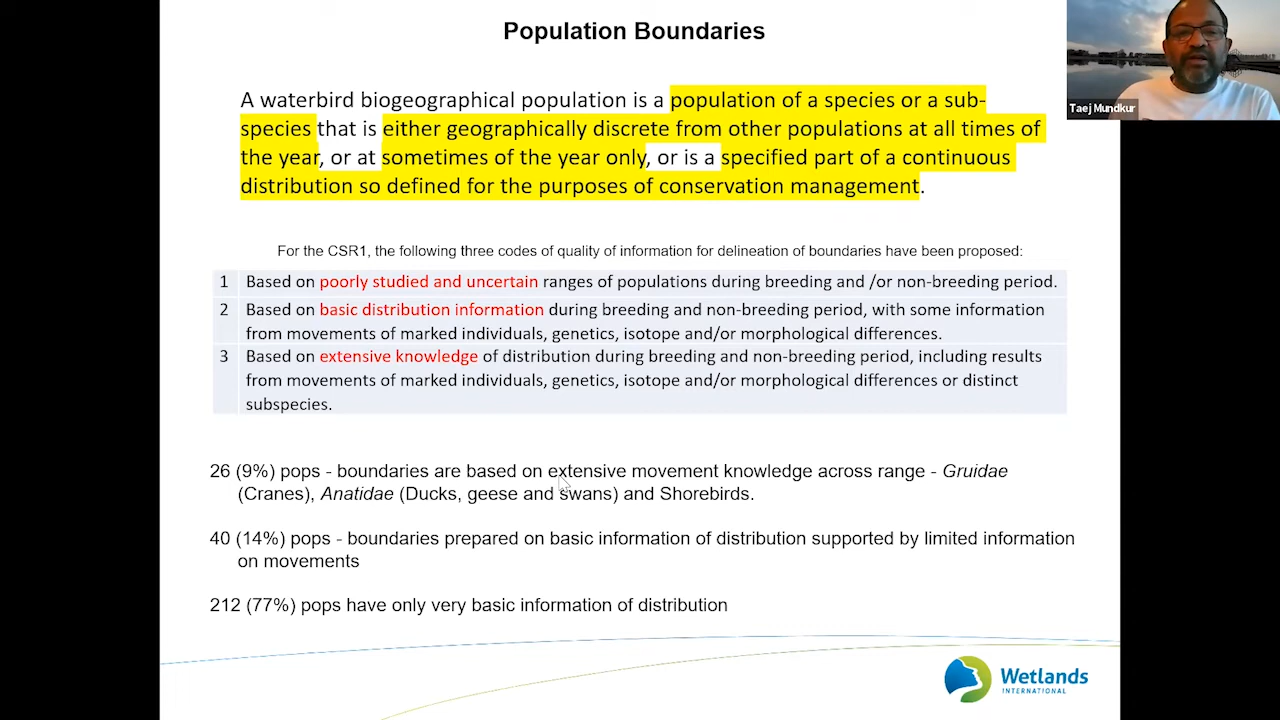 Population Boundaries
Taej Mundkur
A waterbird biogeographical population is a population of a species or a sub-
species that is either geographically discrete from other populations at all times of
the year, or at sometimes of the year only, or is a specified part of a continuous
distribution so defined for the purposes of conservation management.
For the CSR1, the following three codes of quality of information for delineation of boundaries have been proposed:
1 Based on poorly studied and uncertain ranges of populations during breeding and /or non-breeding period.
2 Based on basic distribution information during breeding and non-breeding period, with some information
from movements of marked individuals, genetics, isotope and/or morphological differences.
3 Based on extensive knowledge of distribution during breeding and non-breeding period, including results
from movements of marked individuals, genetics, isotope and/or morphological differences or distinct
subspecies.
26 (9%) pops - boundaries are based on extensive movement knowledge across range - Gruidae
(Cranes), Anatidae (Ducks, geese and swans) and Shorebirds.
40 (14%) pops - boundaries prepared on basic information of distribution supported by limited information
on movements
212 (77%) pops have only very basic information of distribution
Wetlands
INTERNATIONAL